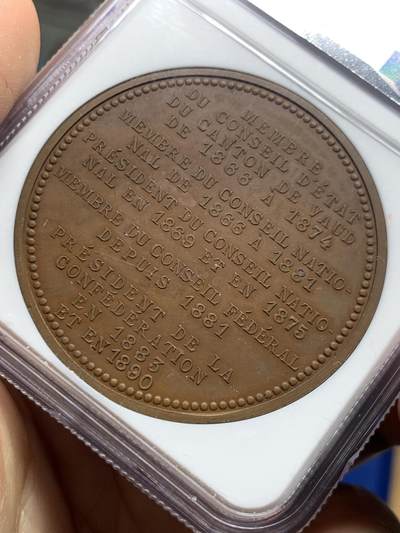 MEMBRE
DU CONSEIL D'ÉTAT
DU CANTON DE VAUD
DE 1866 A 1874
MEMBRE DU CONSEIL NATIO-
NAL DE 1866 A 1881
PRÉSIDENT DU CONSEIL NATIO-
NAL EN 1869 ET EN 1875
MEMBRE DU CONSEIL FÉDÉRAL
DEPUIS 1881
PRÉSIDENT DE LA
CONFÉDÉRATION
EN 1883
ET EN 1890